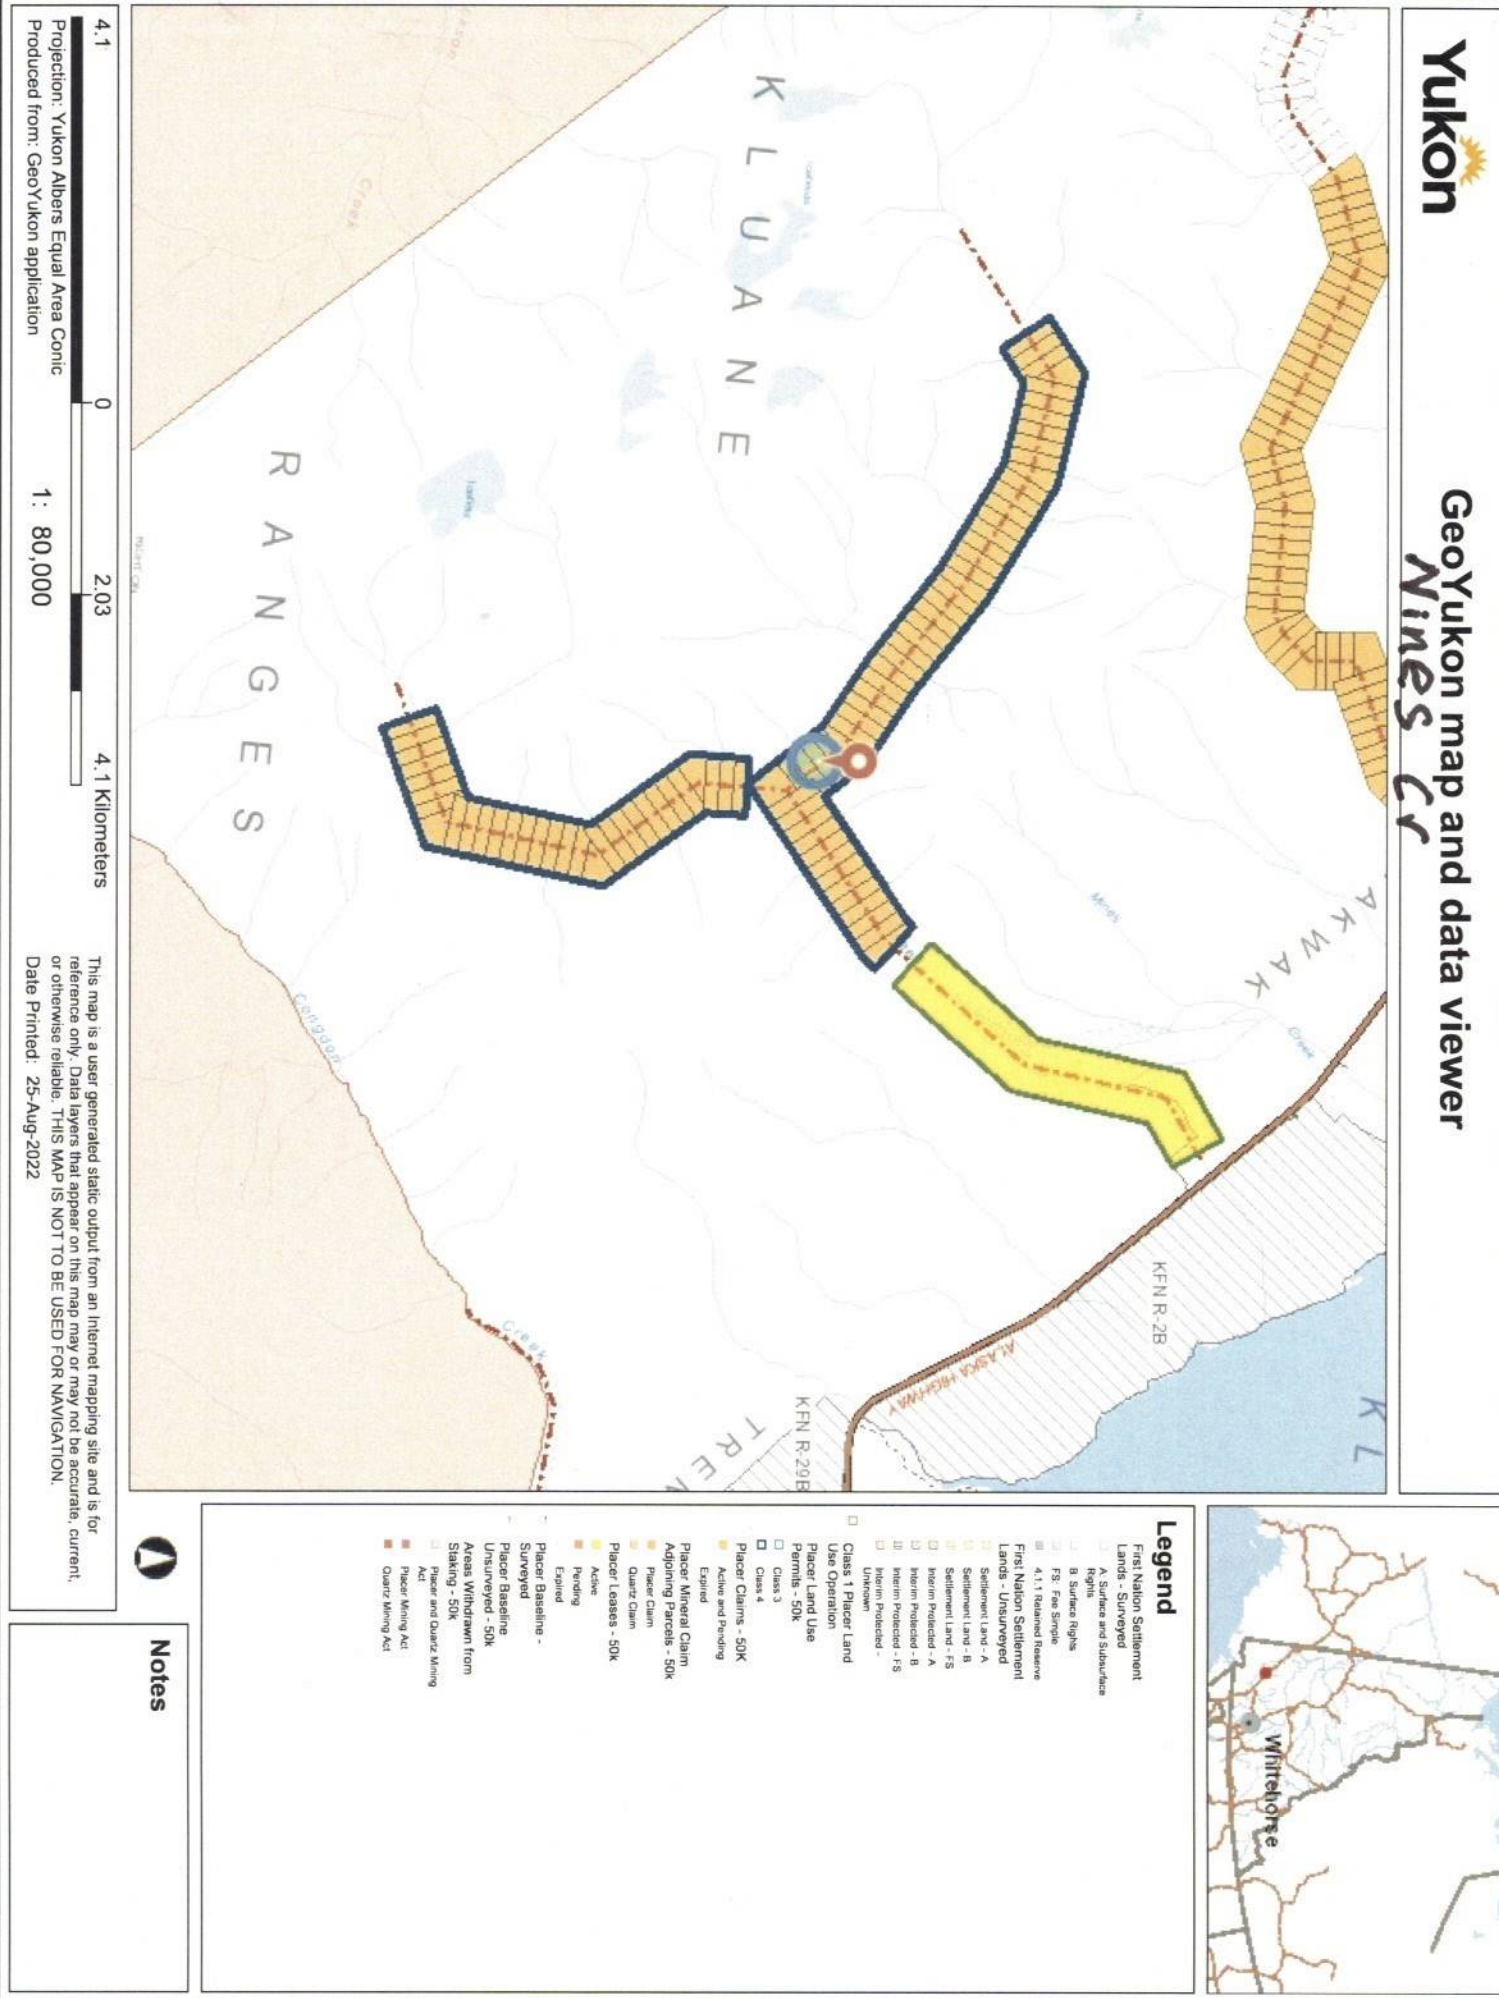 Yukon
GeoYukon map and data viewer
Nines Cr
KLUANE
RANGES
AKWAK
TREN
KL
Icefields
Icefields
Nines
Creek
Creek
Congdon
Creek
ALASKA HIGHWAY
KFN R-2B
KFN R-29B
Whitehorse
Legend
First Nation Settlement
Lands - Surveyed
A: Surface and Subsurface
Rights
B: Surface Rights
FS: Fee Simple
4.1.1 Retained Reserve
First Nation Settlement
Lands - Unsurveyed
Settlement Land - A
Settlement Land - B
Settlement Land - FS
Interim Protected - A
Interim Protected - B
Interim Protected - FS
Interim Protected -
Unknown
Class 1 Placer Land
Use Operation
Placer Land Use
Permits - 50k
Class 3
Class 4
Placer Claims - 50K
Active and Pending
Expired
Placer Mineral Claim
Adjoining Parcels - 50k
Placer Claim
Quartz Claim
Placer Leases - 50k
Active
Pending
Expired
Placer Baseline -
Surveyed
Placer Baseline
Unsurveyed - 50k
Areas Withdrawn from
Staking - 50k
Placer and Quartz Mining
Act
Placer Mining Act
Quartz Mining Act
Notes
4.1 0 2.03 4.1 Kilometers
Projection: Yukon Albers Equal Area Conic
Produced from: GeoYukon application
1: 80,000
This map is a user generated static output from an Internet mapping site and is for
reference only. Data layers that appear on this map may or may not be accurate, current,
or otherwise reliable. THIS MAP IS NOT TO BE USED FOR NAVIGATION.
Date Printed: 25-Aug-2022